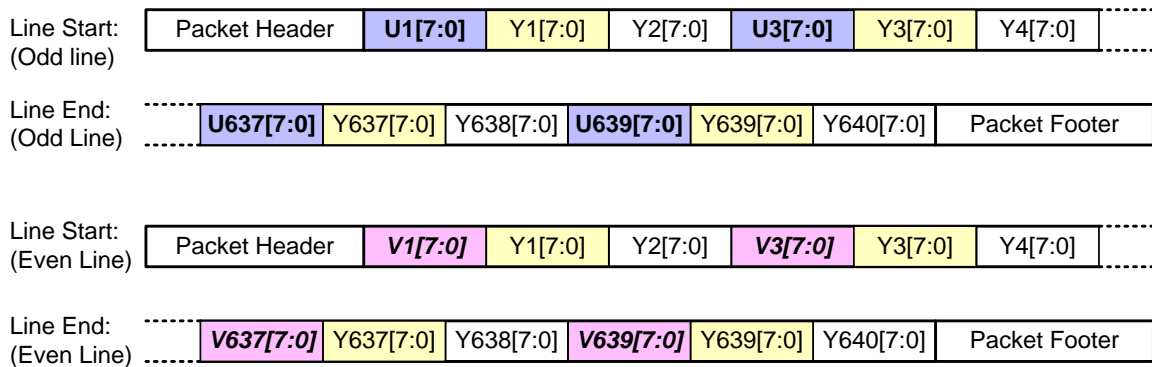 Line Start: Packet Header U1[7:0] Y1[7:0] Y2[7:0] U3[7:0] Y3[7:0] Y4[7:0]
(Odd line)
Line End: U637[7:0] Y637[7:0] Y638[7:0] U639[7:0] Y639[7:0] Y640[7:0] Packet Footer
(Odd Line)
Line Start: Packet Header V1[7:0] Y1[7:0] Y2[7:0] V3[7:0] Y3[7:0] Y4[7:0]
(Even Line)
Line End: V637[7:0] Y637[7:0] Y638[7:0] V639[7:0] Y639[7:0] Y640[7:0] Packet Footer
(Even Line)